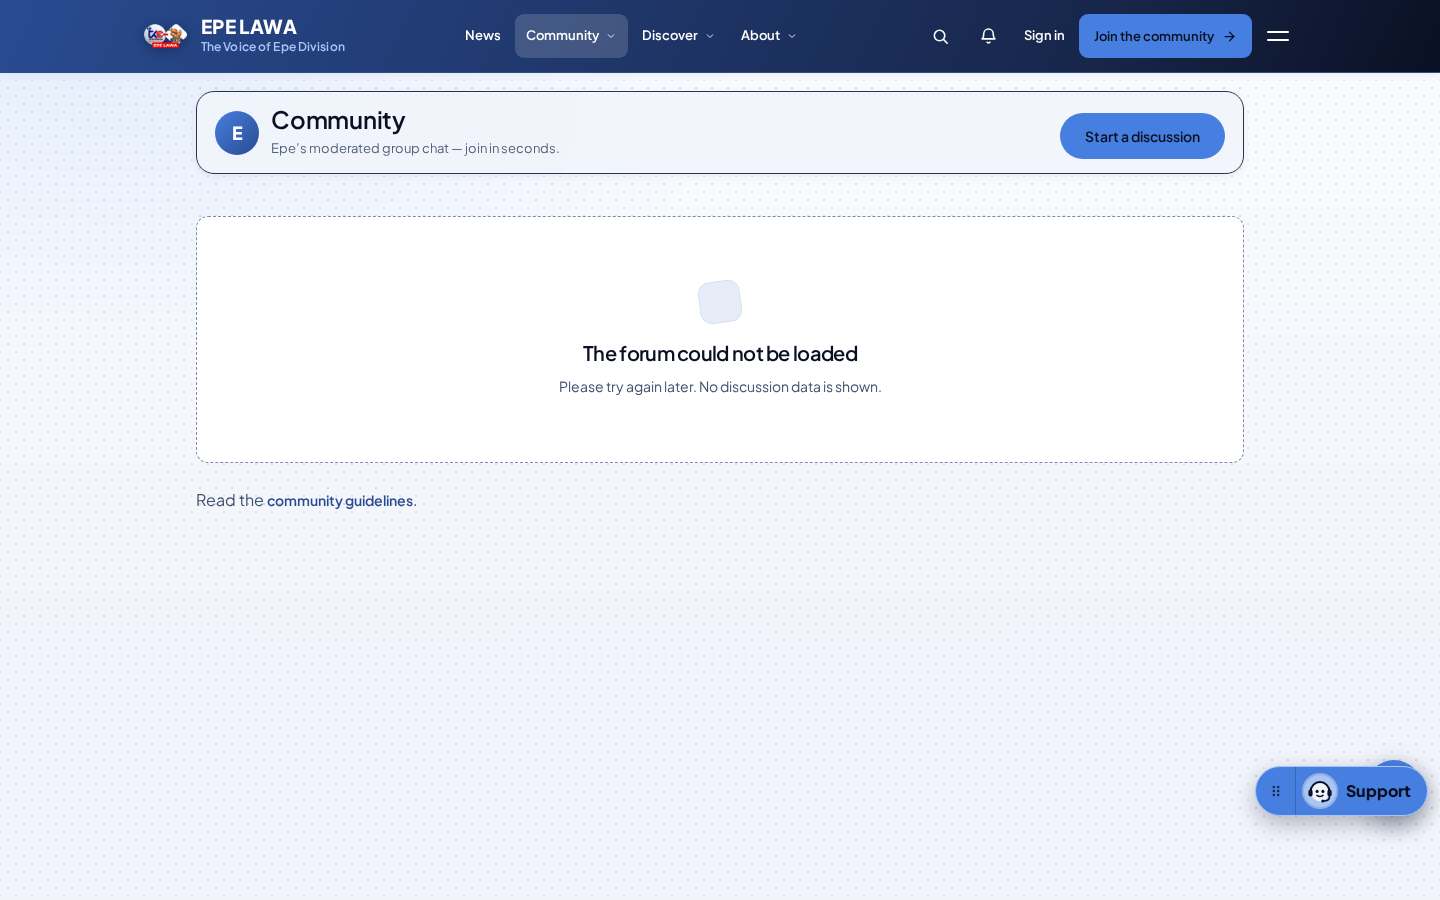 EPE LAWA
EPE LAWA
The Voice of Epe Division
News
Community
Discover
About
Sign in
Join the community
E
Community
Epe's moderated group chat — join in seconds.
Start a discussion
The forum could not be loaded
Please try again later. No discussion data is shown.
Read the community guidelines.
Support